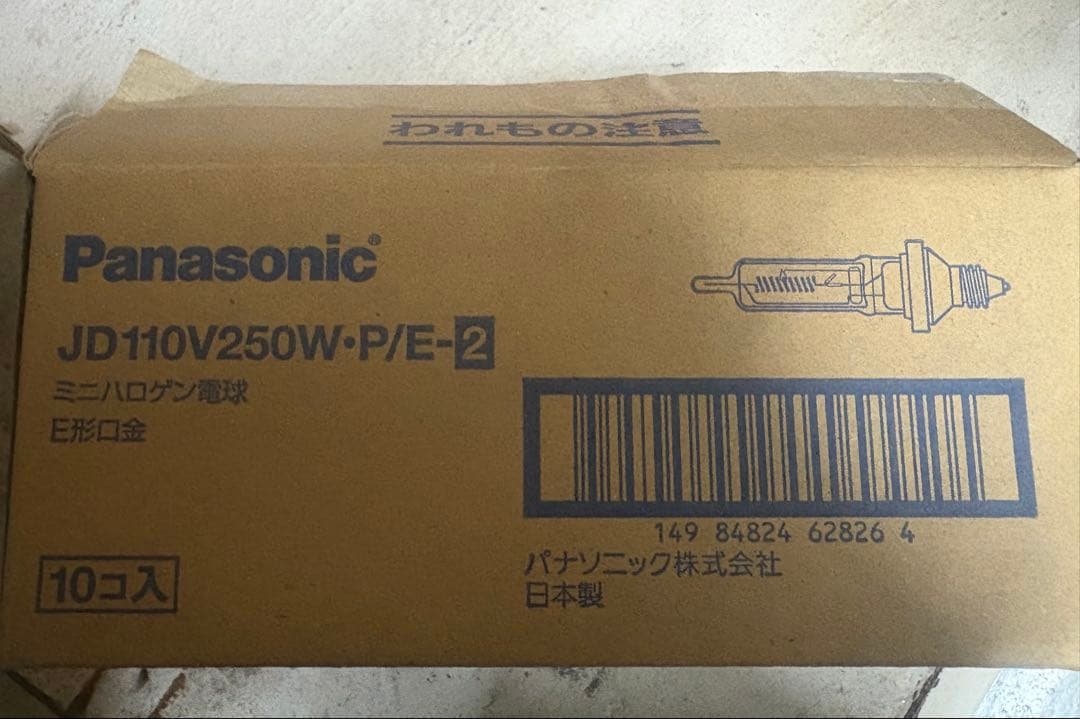 われもの注意
Panasonic®
JD110V250W・P/E-2
ミニハロゲン電球
E形口金
149 84824 62826 4
10コ入
パナソニック株式会社
日本製